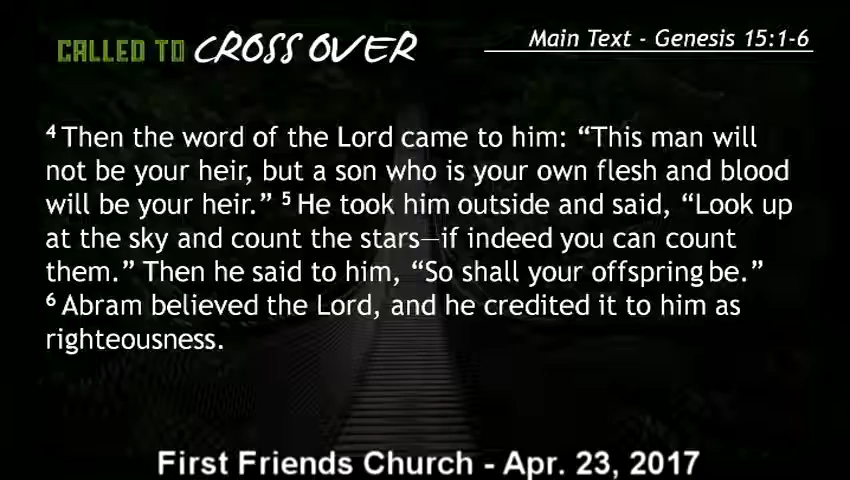 CALLED TO CROSS OVER
Main Text - Genesis 15:1-6
⁴ Then the word of the Lord came to him: “This man will
not be your heir, but a son who is your own flesh and blood
will be your heir.” ⁵ He took him outside and said, “Look up
at the sky and count the stars—if indeed you can count
them.” Then he said to him, “So shall your offspring be.”
⁶ Abram believed the Lord, and he credited it to him as
righteousness.
First Friends Church - Apr. 23, 2017